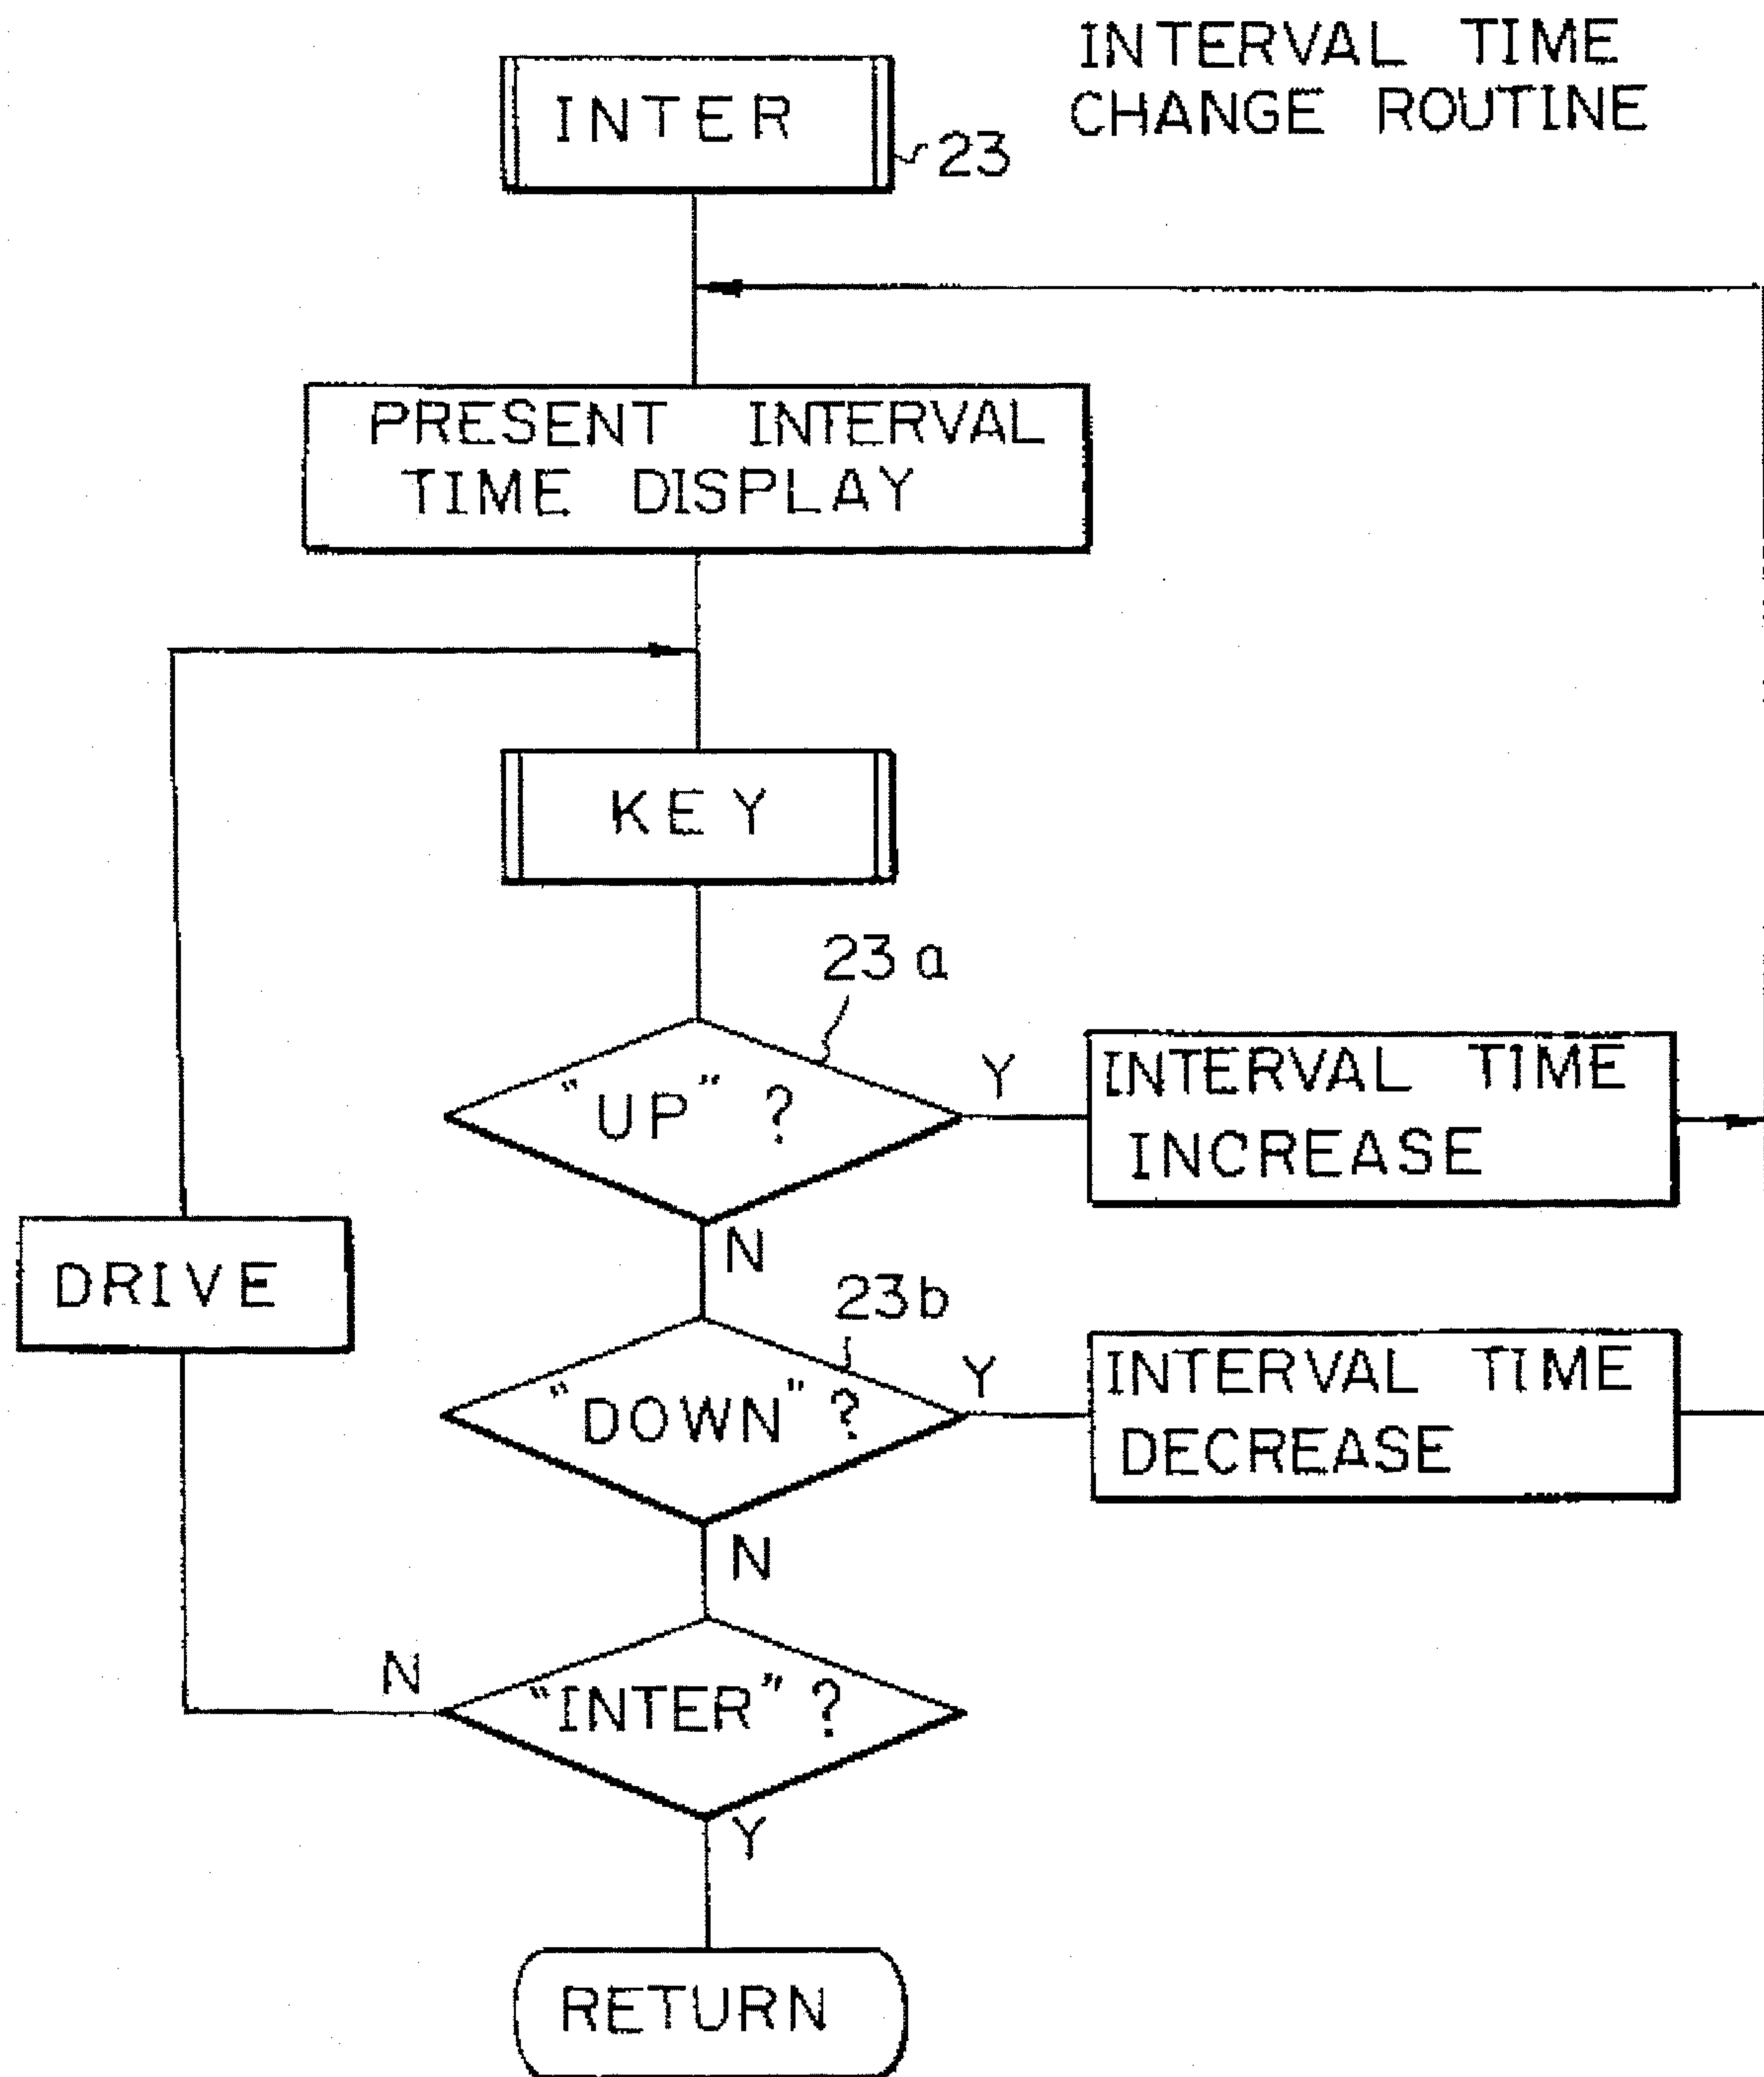 INTERVAL TIME
CHANGE ROUTINE
INTER
23
PRESENT INTERVAL
TIME DISPLAY
KEY
23a
"UP" ?
Y
INTERVAL TIME
INCREASE
N
DRIVE
23b
"DOWN" ?
Y
INTERVAL TIME
DECREASE
N
N
"INTER" ?
Y
RETURN